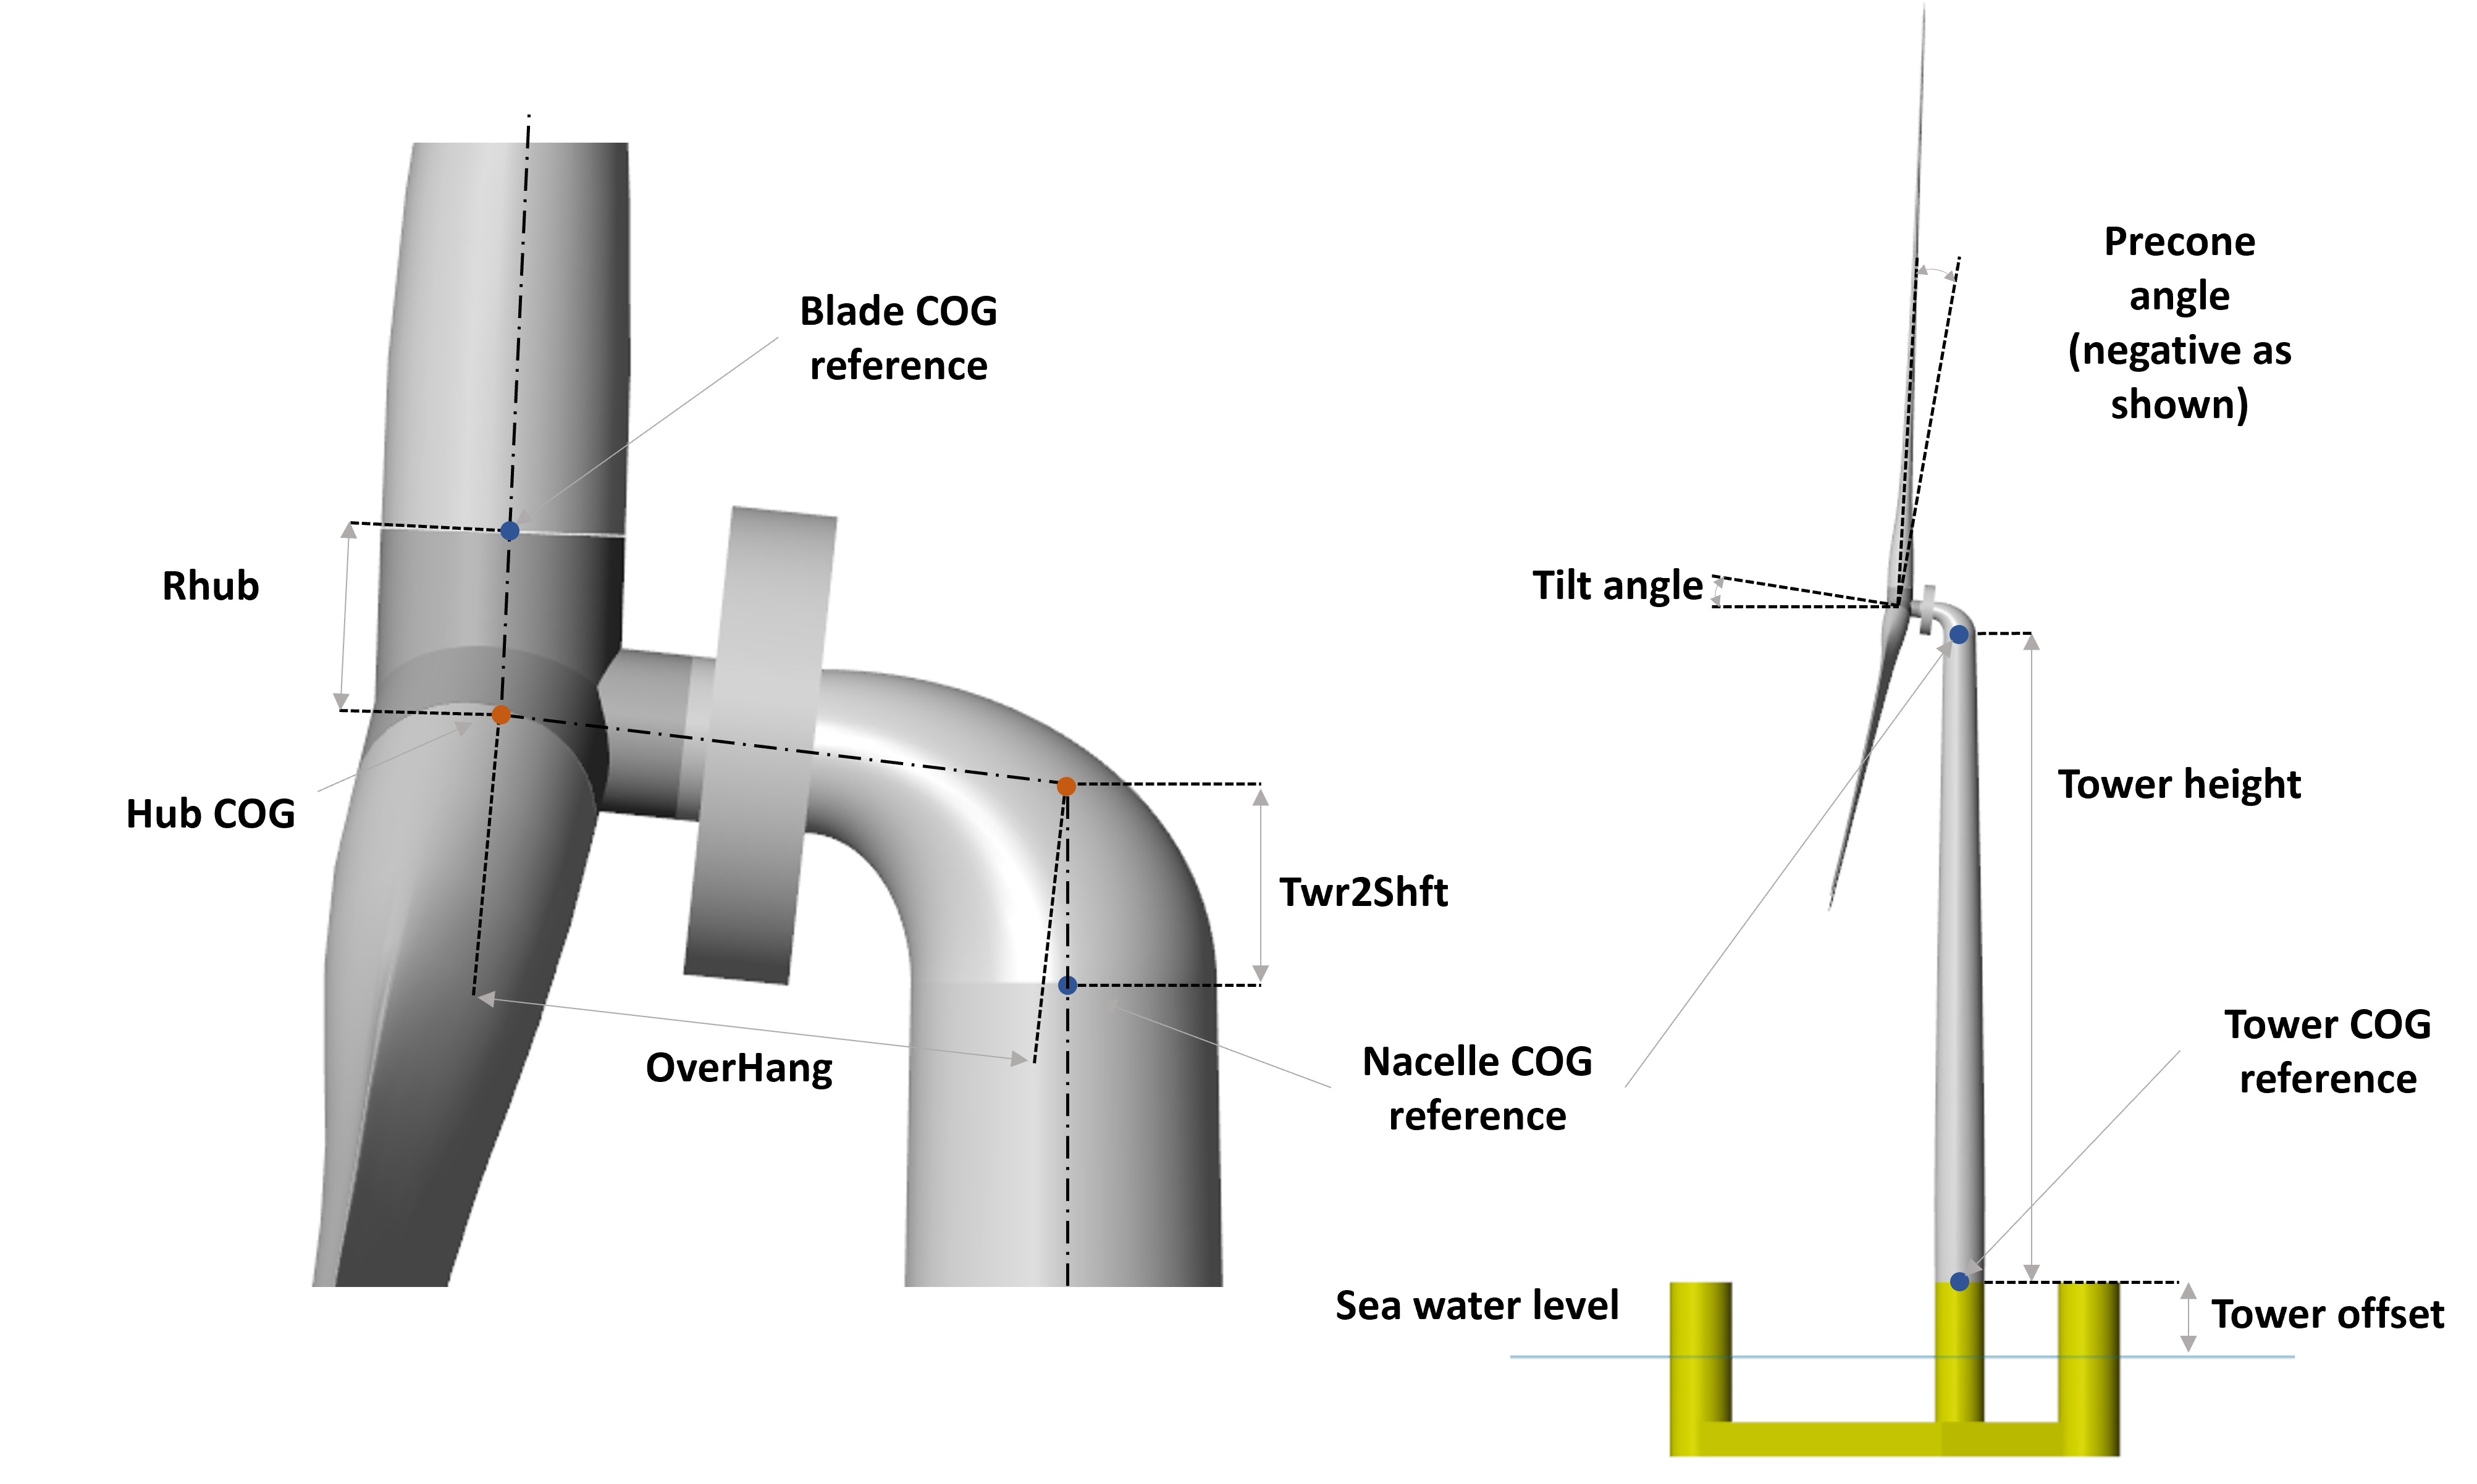 Blade COG
reference
Rhub
Hub COG
OverHang
Twr2Shft
Nacelle COG
reference
Precone
angle
(negative as
shown)
Tilt angle
Tower height
Tower COG
reference
Sea water level
Tower offset